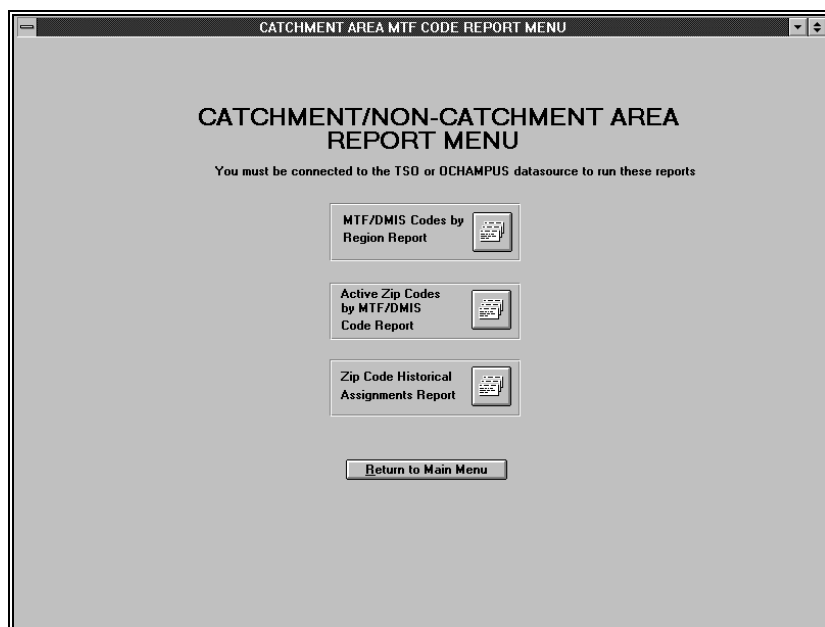 CATCHMENT AREA MTF CODE REPORT MENU
CATCHMENT/NON-CATCHMENT AREA
REPORT MENU
You must be connected to the TSO or OCHAMPUS datasource to run these reports
MTF/DMIS Codes by
Region Report
Active Zip Codes
by MTF/DMIS
Code Report
Zip Code Historical
Assignments Report
Return to Main Menu